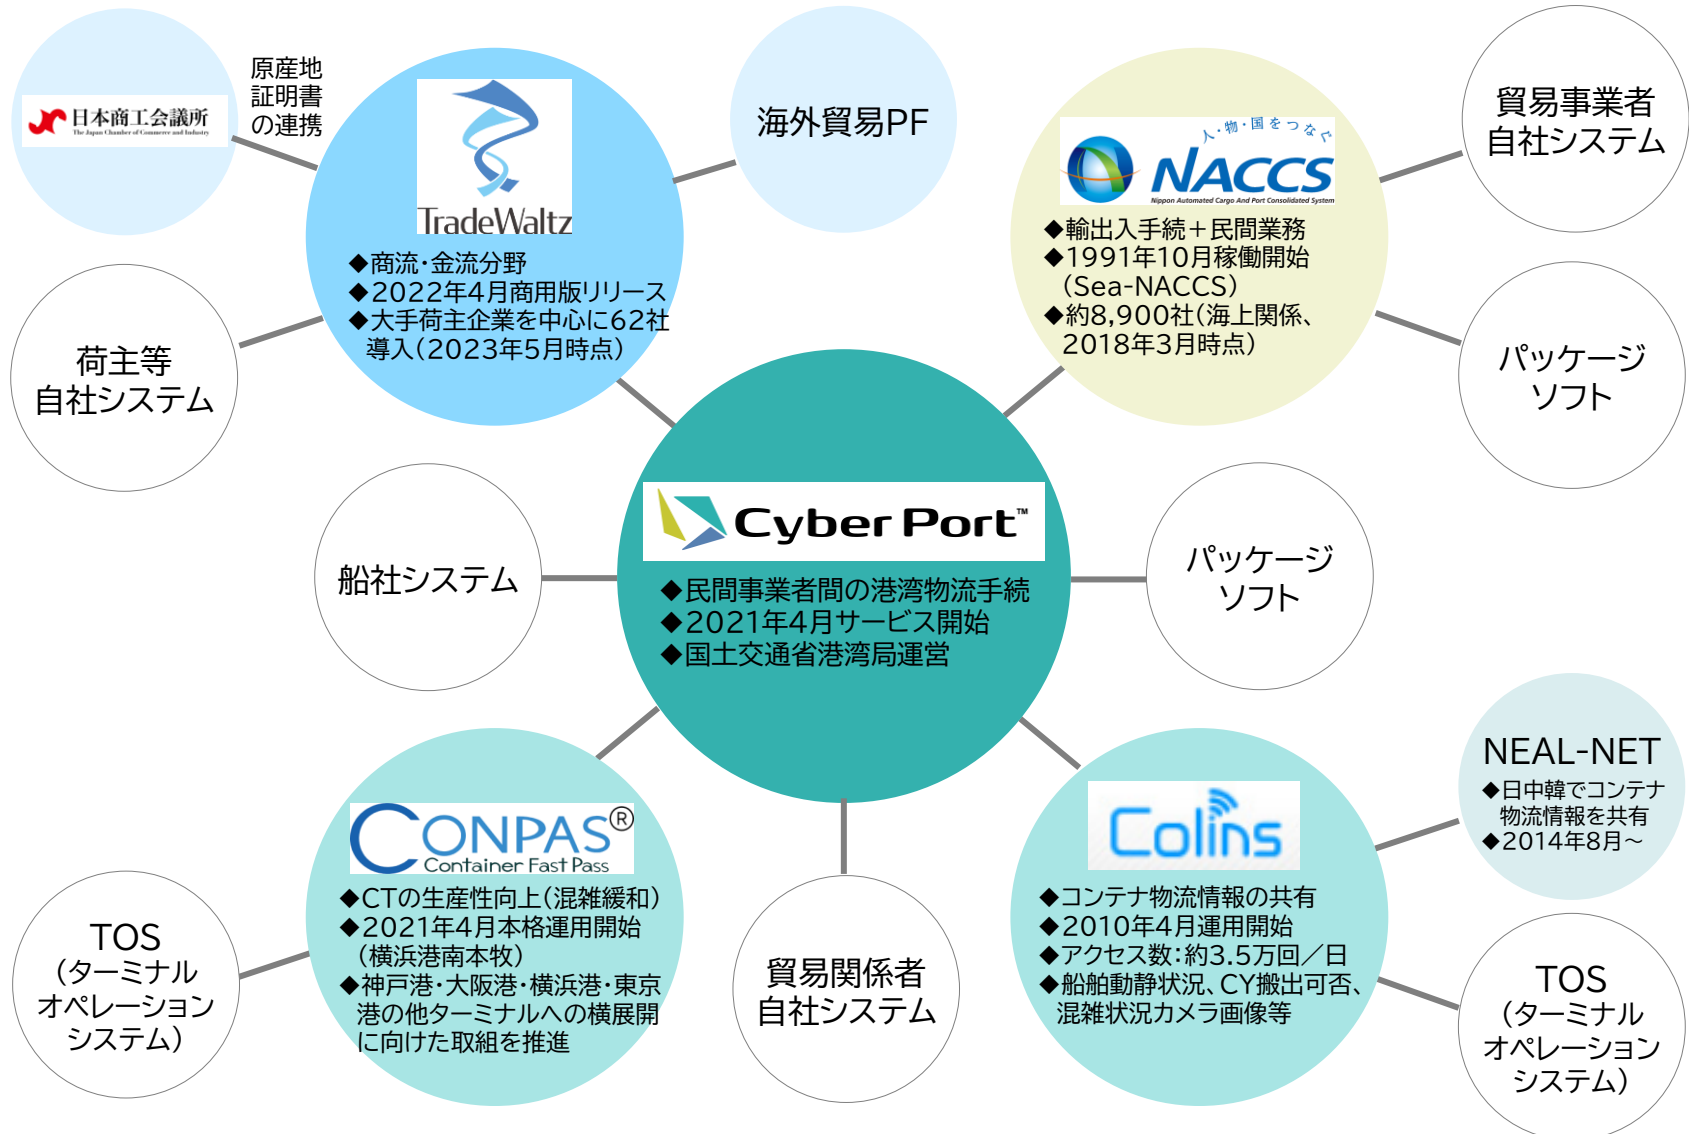 日本商工会議所
The Japan Chamber of Commerce and Industry
原産地
証明書
の連携
TradeWaltz
◆商流・金流分野
◆2022年4月商用版リリース
◆大手荷主企業を中心に62社
導入（2023年5月時点）
海外貿易PF
人・物・国をつなぐ
NACCS
Nippon Automated Cargo And Port Consolidated System
◆輸出入手続＋民間業務
◆1991年10月稼働開始
（Sea-NACCS）
◆約8,900社（海上関係、
2018年3月時点）
貿易事業者
自社システム
荷主等
自社システム
パッケージ
ソフト
船社システム
Cyber Port™
◆民間事業者間の港湾物流手続
◆2021年4月サービス開始
◆国土交通省港湾局運営
パッケージ
ソフト
CONPAS®
Container Fast Pass
◆CTの生産性向上（混雑緩和）
◆2021年4月本格運用開始
（横浜港南本牧）
◆神戸港・大阪港・横浜港・東京
港の他ターミナルへの横展開
に向けた取組を推進
TOS
（ターミナル
オペレーション
システム）
貿易関係者
自社システム
Colins
◆コンテナ物流情報の共有
◆2010年4月運用開始
◆アクセス数：約3.5万回／日
◆船舶動静状況、CY搬出可否、
混雑状況カメラ画像等
NEAL-NET
◆日中韓でコンテナ
物流情報を共有
◆2014年8月～
TOS
（ターミナル
オペレーション
システム）